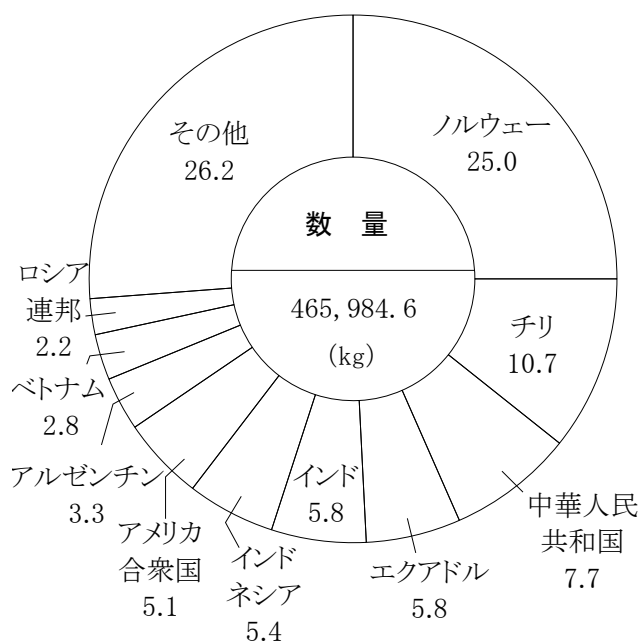 数　量
465,984.6
(kg)
ノルウェー
25.0
チリ
10.7
中華人民
共和国
7.7
エクアドル
5.8
インド
5.8
インド
ネシア
5.4
アメリカ
合衆国
5.1
アルゼンチン
3.3
ベトナム
2.8
ロシア
連邦
2.2
その他
26.2